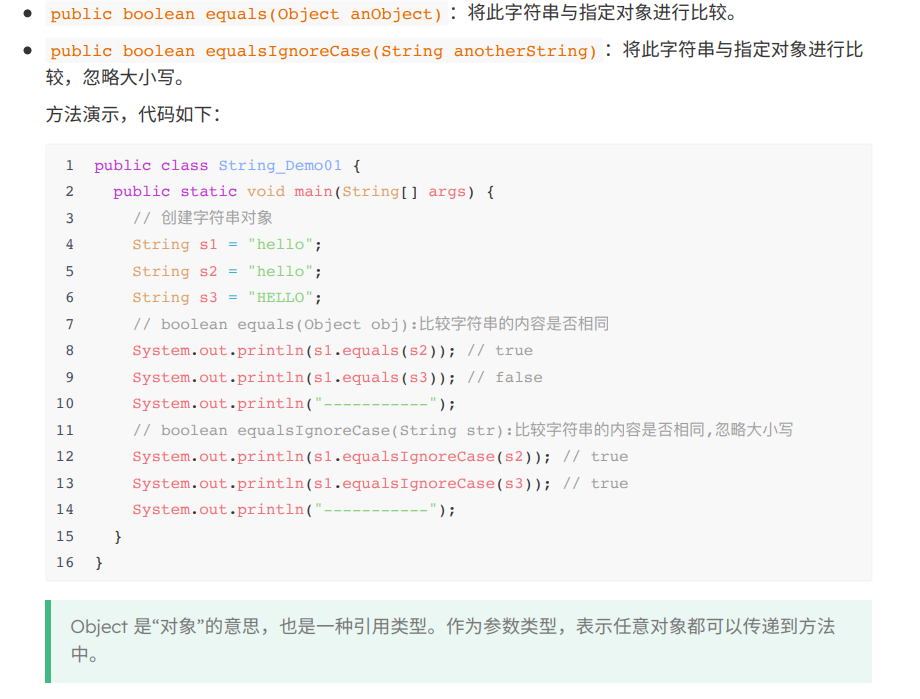 public boolean equals(Object anObject) ：将此字符串与指定对象进行比较。
public boolean equalsIgnoreCase(String anotherString) ：将此字符串与指定对象进行比
较，忽略大小写。
方法演示，代码如下：
1 public class String_Demo01 {
2   public static void main(String[] args) {
3     // 创建字符串对象
4     String s1 = "hello";
5     String s2 = "hello";
6     String s3 = "HELLO";
7     // boolean equals(Object obj):比较字符串的内容是否相同
8     System.out.println(s1.equals(s2)); // true
9     System.out.println(s1.equals(s3)); // false
10     System.out.println("-----------");
11     // boolean equalsIgnoreCase(String str):比较字符串的内容是否相同,忽略大小写
12     System.out.println(s1.equalsIgnoreCase(s2)); // true
13     System.out.println(s1.equalsIgnoreCase(s3)); // true
14     System.out.println("-----------");
15   }
16 }
Object 是“对象”的意思，也是一种引用类型。作为参数类型，表示任意对象都可以传递到方法
中。